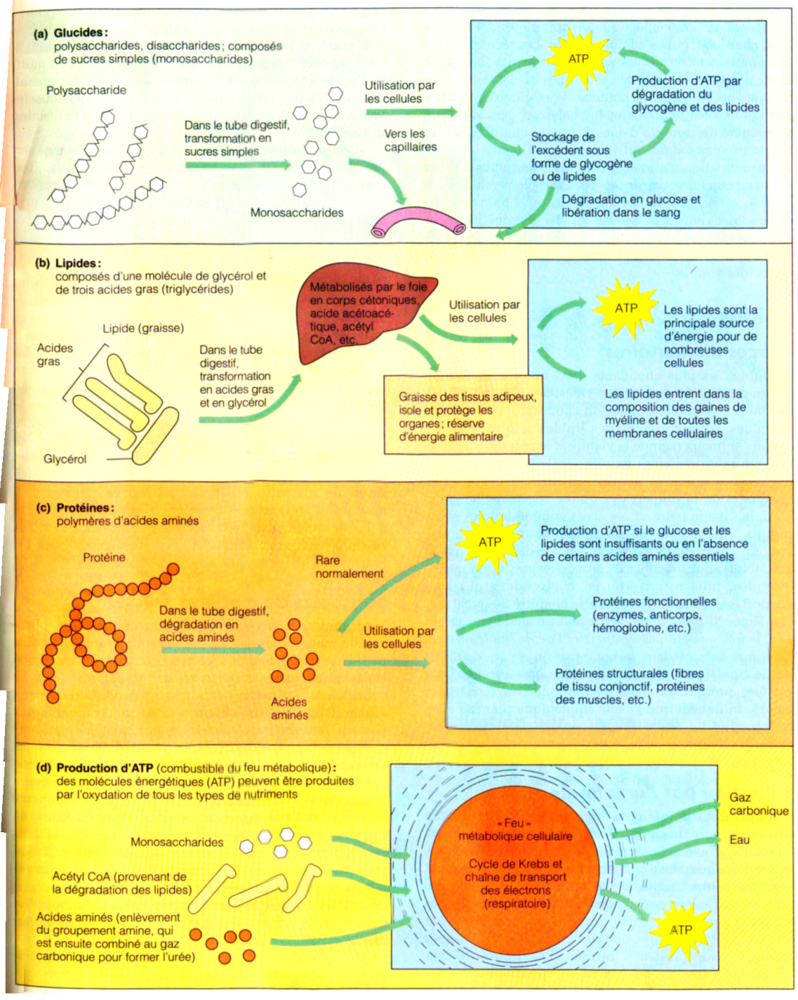 (a) Glucides :
polysaccharides, disaccharides ; composés
de sucres simples (monosaccharides)
Polysaccharide
Dans le tube digestif,
transformation en
sucres simples
Monosaccharides
Utilisation par
les cellules
Vers les
capillaires
ATP
Production d'ATP par
dégradation du
glycogène et des lipides
Stockage de
l'excédent sous
forme de glycogène
ou de lipides
Dégradation en glucose et
libération dans le sang
(b) Lipides :
composés d'une molécule de glycérol et
de trois acides gras (triglycérides)
Lipide (graisse)
Acides
gras
Glycérol
Dans le tube
digestif,
transformation
en acides gras
et en glycérol
Métabolisés par le foie
en corps cétoniques,
acide acétoacé-
tique, acétyl
CoA, etc.
Utilisation par
les cellules
Graisse des tissus adipeux,
isole et protège les
organes ; réserve
d'énergie alimentaire
ATP
Les lipides sont la
principale source
d'énergie pour de
nombreuses
cellules
Les lipides entrent dans la
composition des gaines de
myéline et de toutes les
membranes cellulaires
(c) Protéines :
polymères d'acides aminés
Protéine
Dans le tube digestif,
dégradation en
acides aminés
Acides
aminés
Rare
normalement
Utilisation par
les cellules
ATP
Production d'ATP si le glucose et les
lipides sont insuffisants ou en l'absence
de certains acides aminés essentiels
Protéines fonctionnelles
(enzymes, anticorps,
hémoglobine, etc.)
Protéines structurales (fibres
de tissu conjonctif, protéines
des muscles, etc.)
(d) Production d'ATP (combustible du feu métabolique) :
des molécules énergétiques (ATP) peuvent être produites
par l'oxydation de tous les types de nutriments
Monosaccharides
Acétyl CoA (provenant de
la dégradation des lipides)
Acides aminés (enlèvement
du groupement amine, qui
est ensuite combiné au gaz
carbonique pour former l'urée)
« Feu »
métabolique cellulaire
Cycle de Krebs et
chaîne de transport
des électrons
(respiratoire)
Gaz
carbonique
Eau
ATP